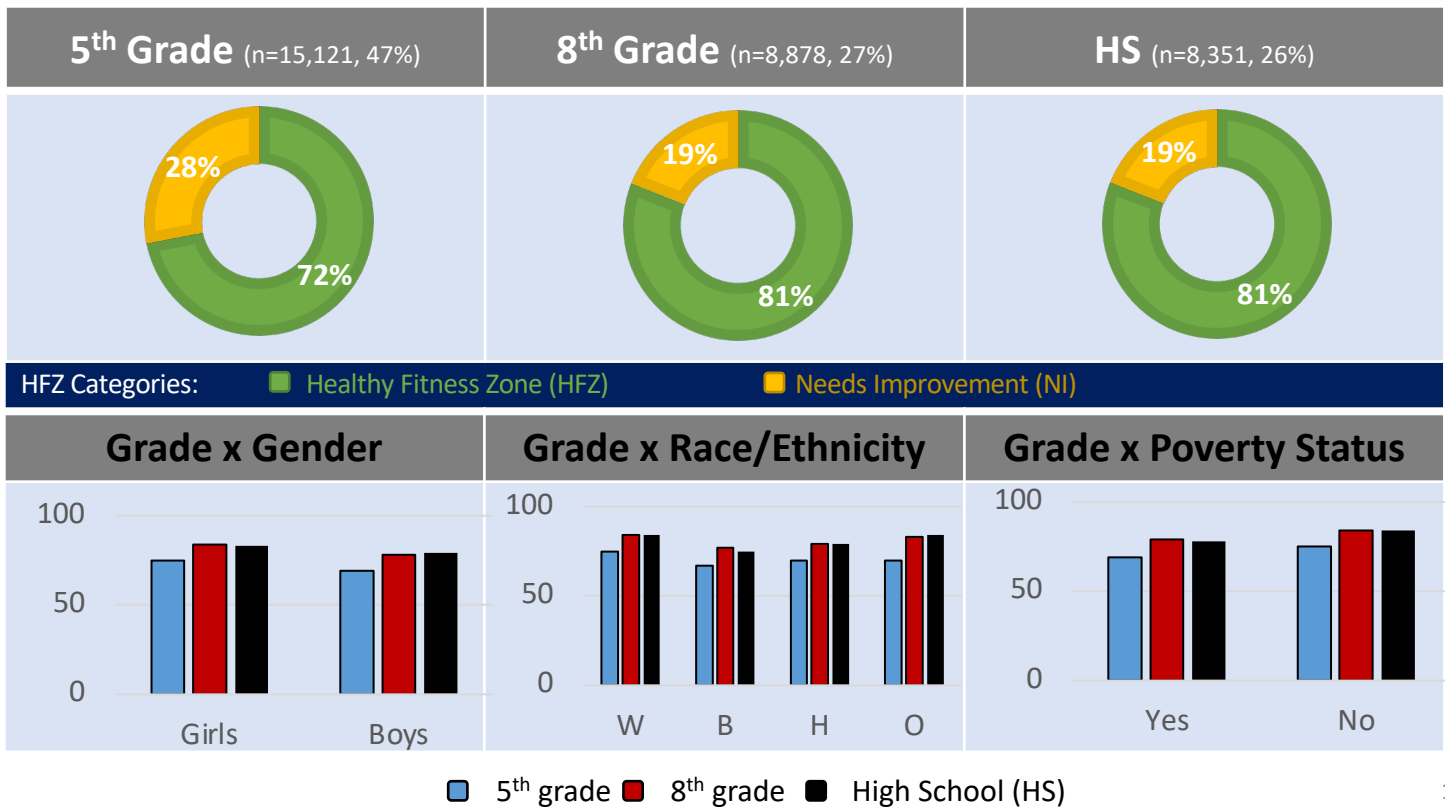 5th Grade (n=15,121, 47%)
8th Grade (n=8,878, 27%)
HS (n=8,351, 26%)
28%
72%
19%
81%
19%
81%
HFZ Categories: Healthy Fitness Zone (HFZ) Needs Improvement (NI)
Grade x Gender
Grade x Race/Ethnicity
Grade x Poverty Status
100
50
0
Girls Boys
100
50
0
W B H O
100
50
0
Yes No
5th grade 8th grade High School (HS)